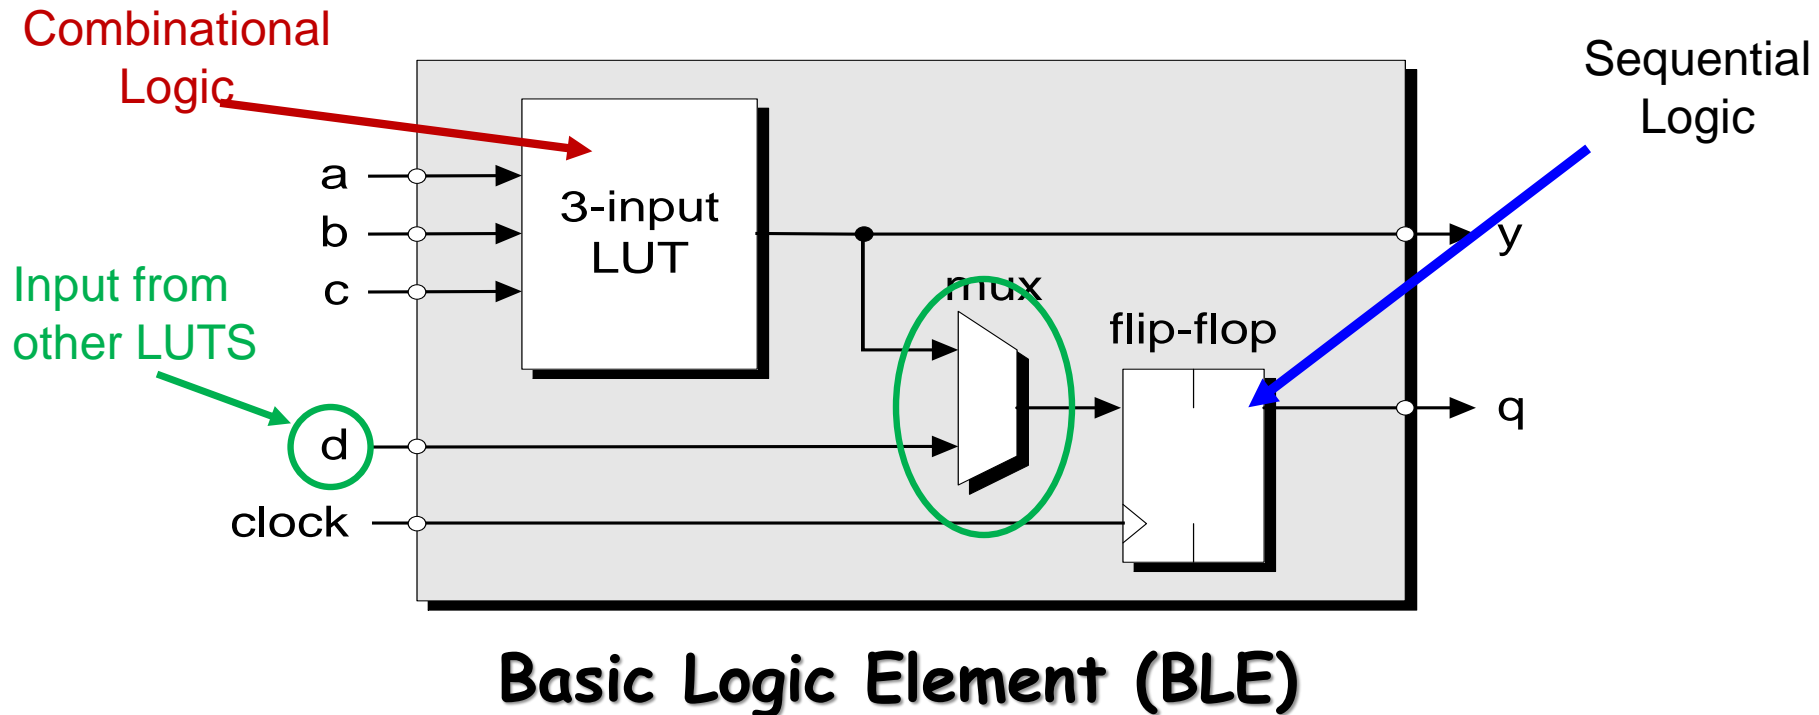 Combinational
Logic
Sequential
Logic
a
b
c
3-input
LUT
y
Input from
other LUTS
mux
flip-flop
d
q
clock
Basic Logic Element (BLE)